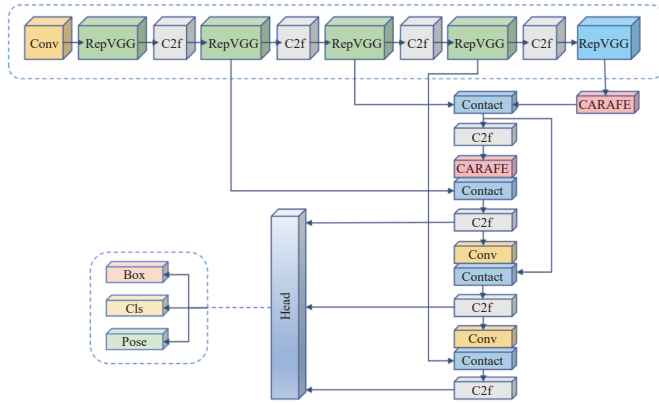 Conv
RepVGG
C2f
RepVGG
C2f
RepVGG
C2f
RepVGG
C2f
RepVGG
Contact
CARAFE
C2f
CARAFE
Contact
C2f
Conv
Contact
C2f
Conv
Contact
C2f
Head
Box
Cls
Pose